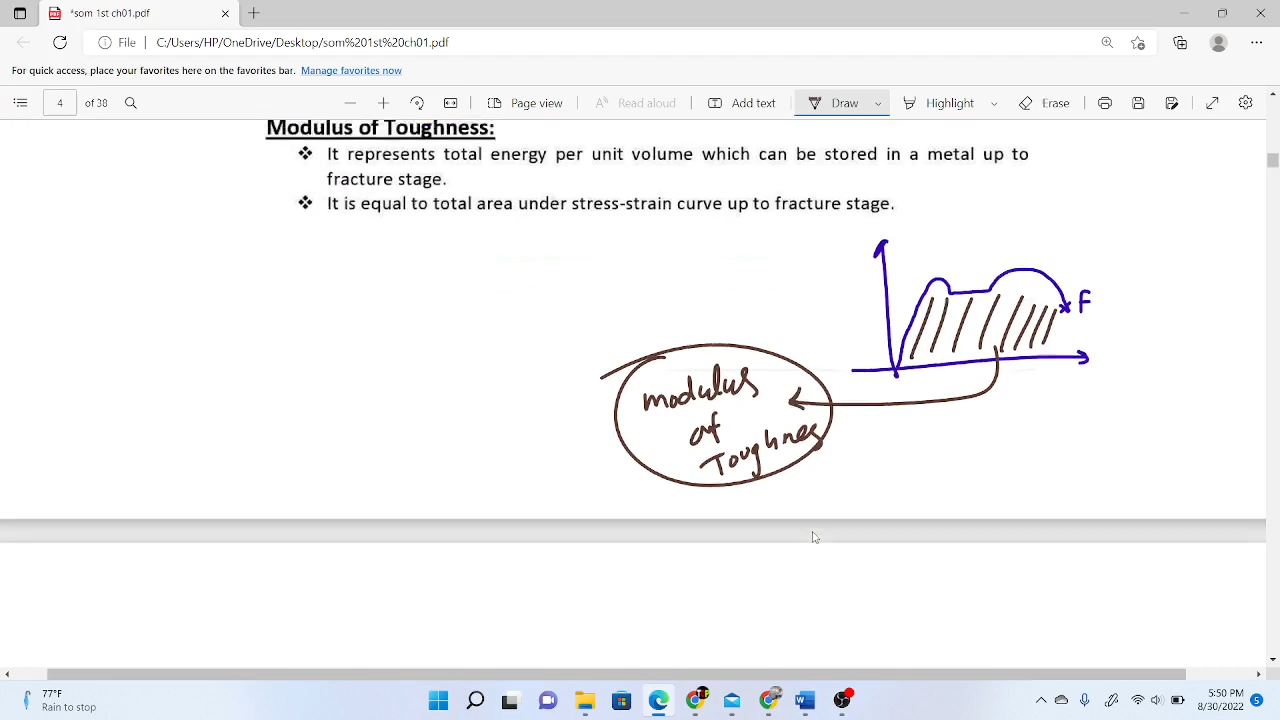 *som 1st ch01.pdf
File C:/Users/HP/OneDrive/Desktop/som%201st%20ch01.pdf
For quick access, place your favorites here on the favorites bar. Manage favorites now
4 of 38 Page view Read aloud Add text Draw Highlight Erase
Modulus of Toughness:
❖ It represents total energy per unit volume which can be stored in a metal up to
fracture stage.
❖ It is equal to total area under stress-strain curve up to fracture stage.
F
modulus
of
Toughness
77°F
Rain to stop
5:50 PM
8/30/2022
5